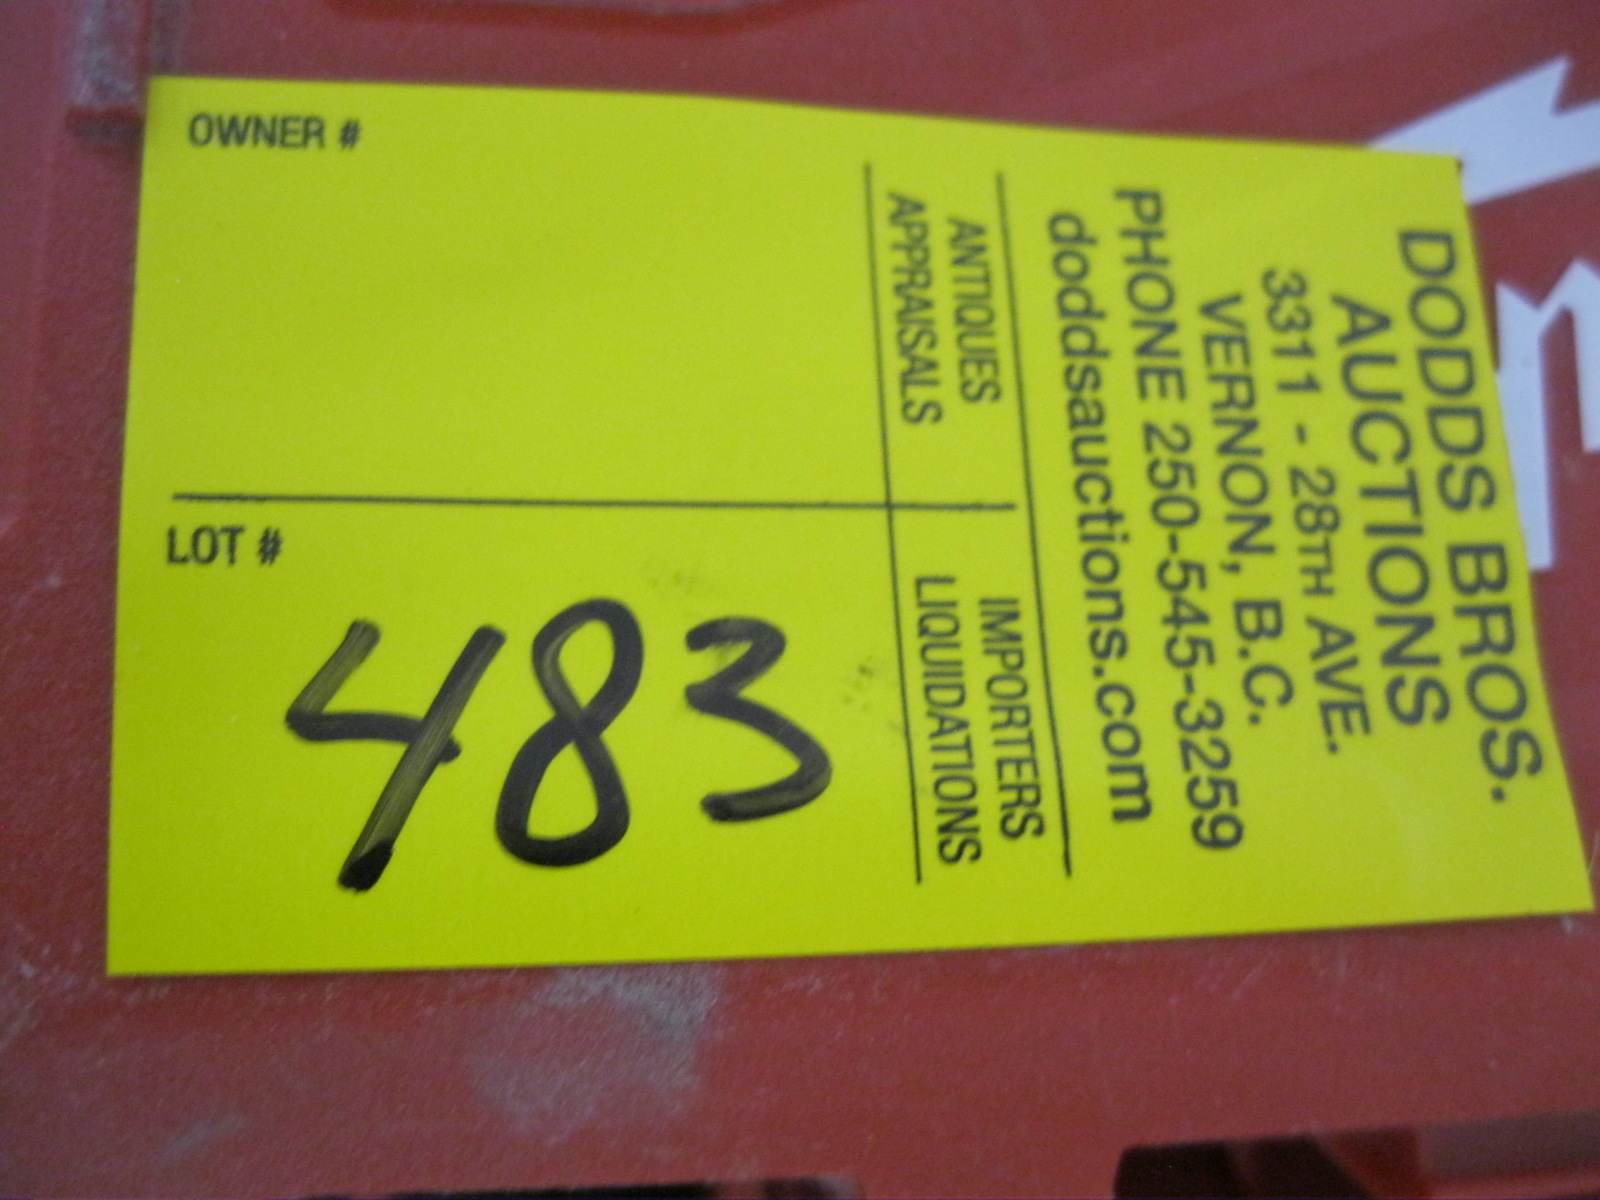 DODDS BROS.
AUCTIONS
3311 - 28TH AVE.
VERNON, B.C.
PHONE 250-545-3259
doddsauctions.com
ANTIQUES IMPORTERS
APPRAISALS LIQUIDATIONS
OWNER #
LOT #
483